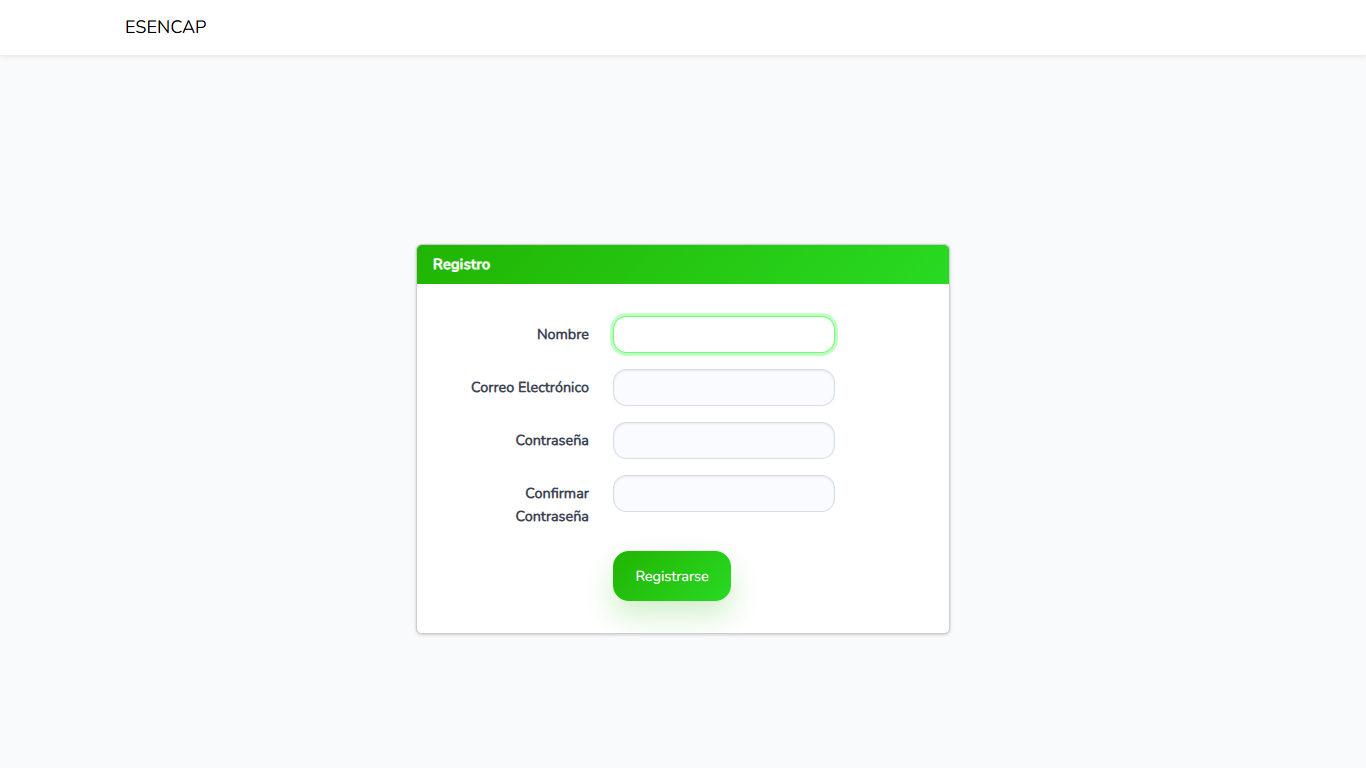 ESENCAP
Registro
Nombre
Correo Electrónico
Contraseña
Confirmar
Contraseña
Registrarse